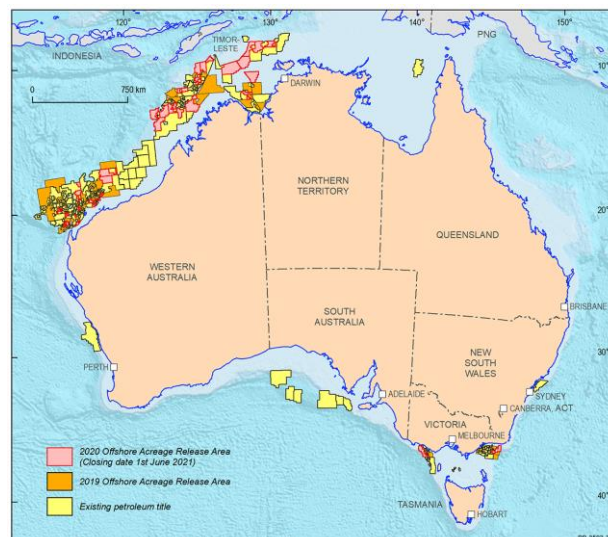 120°
130°
140°
150°
TIMOR-
LESTE
INDONESIA
PNG
10°
0
750 km
DARWIN
NORTHERN
TERRITORY
20°
QUEENSLAND
WESTERN
AUSTRALIA
SOUTH
AUSTRALIA
BRISBANE
30°
NEW
SOUTH
WALES
PERTH
ADELAIDE
SYDNEY
CANBERRA, ACT
VICTORIA
MELBOURNE
2020 Offshore Acreage Release Area
(Closing date 1st June 2021)
2019 Offshore Acreage Release Area
Existing petroleum title
40°
TASMANIA
HOBART